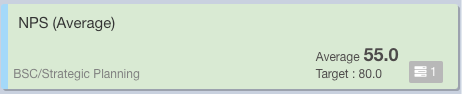 NPS (Average)
Average 55.0
BSC/Strategic Planning
Target : 80.0
1